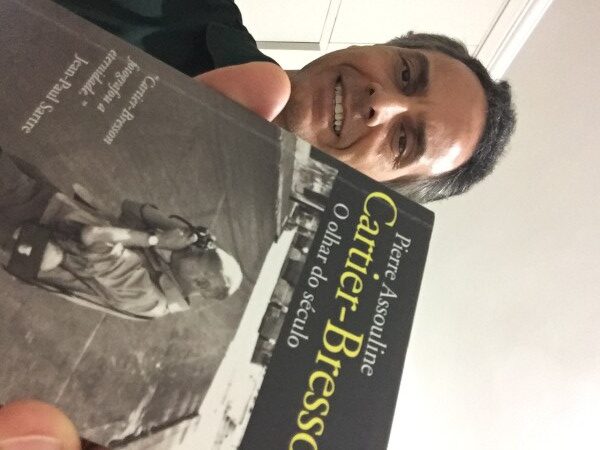 "Cartier-Bresson
fotografou a
eternidade."
Jean-Paul Sartre
Pierre Assouline
Cartier-Bresso
O olhar do século